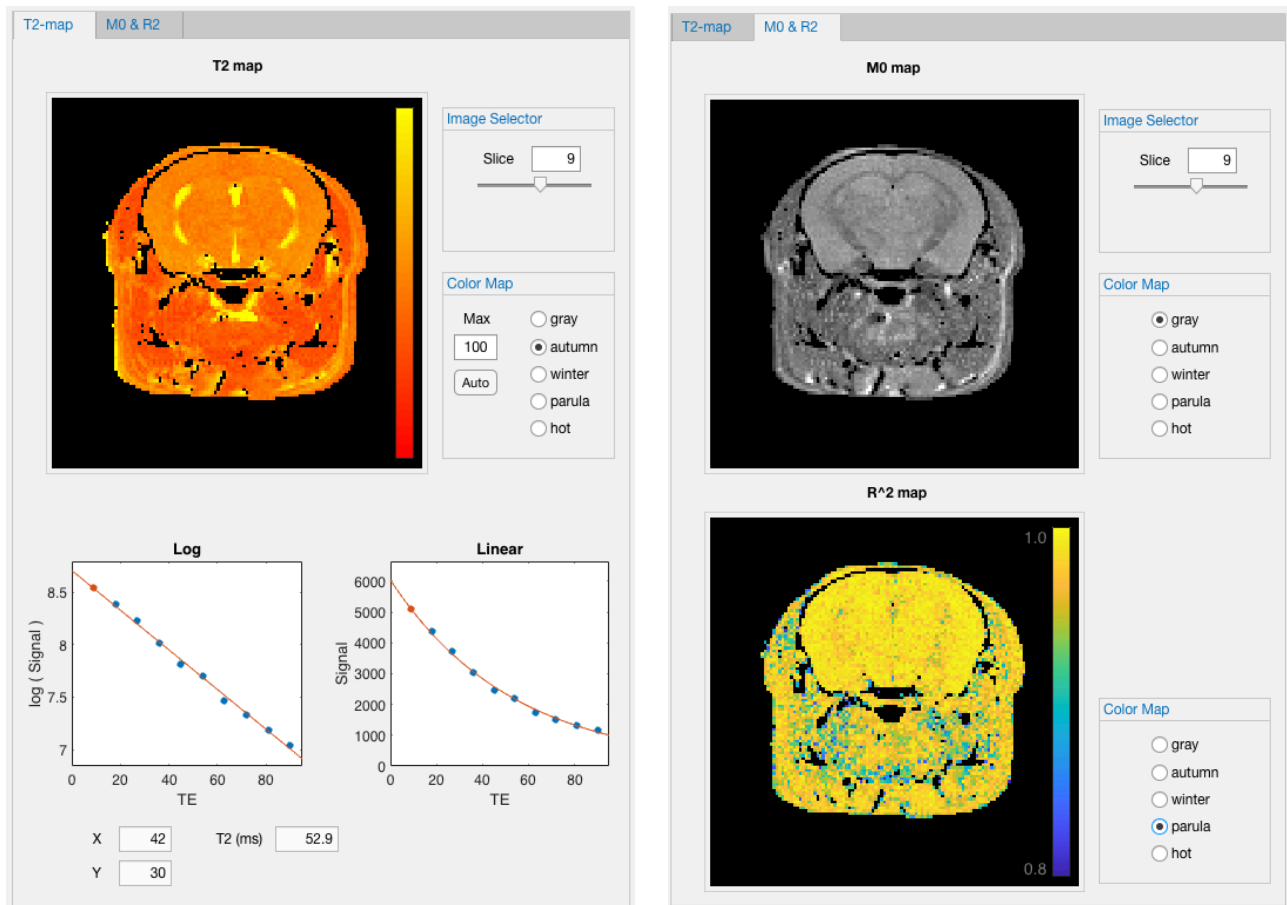 T2-map M0 & R2
T2 map
Image Selector
Slice 9
Color Map
Max
100
Auto
gray
autumn
winter
parula
hot
Log
log ( Signal )
8.5
8
7.5
7
0 20 40 60 80
TE
Linear
Signal
6000
5000
4000
3000
2000
1000
0
0 20 40 60 80
TE
X 42 T2 (ms) 52.9
Y 30
T2-map M0 & R2
M0 map
Image Selector
Slice 9
Color Map
gray
autumn
winter
parula
hot
R^2 map
1.0
0.8
Color Map
gray
autumn
winter
parula
hot